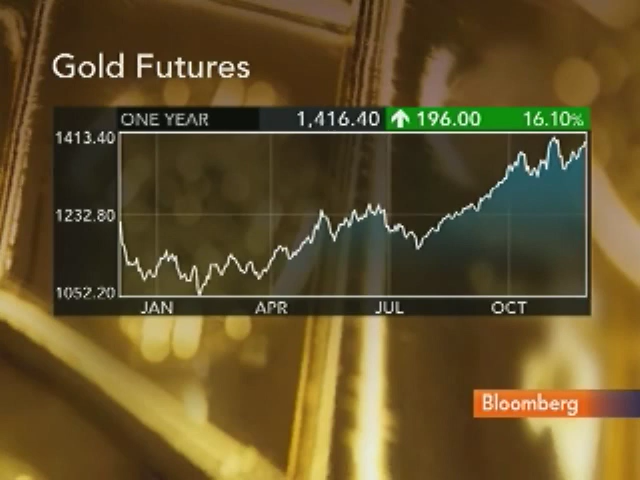 Gold Futures
ONE YEAR 1,416.40 196.00 16.10%
1413.40
1232.80
1052.20
JAN APR JUL OCT
Bloomberg